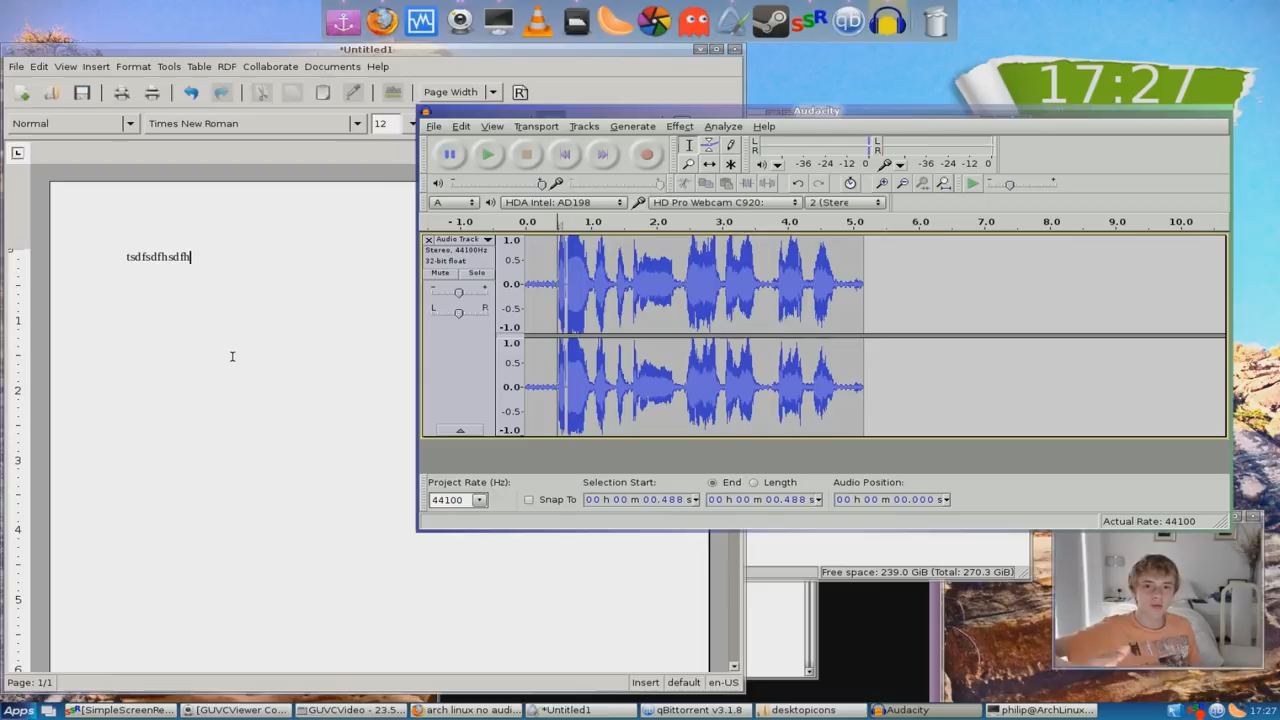 SSR
qb
*Untitled1
File Edit View Insert Format Tools Table RDF Collaborate Documents Help
Page Width
R
Normal
Times New Roman
12
17:27
Audacity
File Edit View Transport Tracks Generate Effect Analyze Help
L
R
-36 -24 -12 0
L
R
-36 -24 -12 0
A
HDA Intel: AD198
HD Pro Webcam C920:
2 (Stere
- 1.0 0.0 1.0 2.0 3.0 4.0 5.0 6.0 7.0 8.0 9.0 10.0
Audio Track
Stereo, 44100Hz
32-bit float
Mute Solo
- +
L R
1.0
0.5
0.0
-0.5
-1.0
1.0
0.5
0.0
-0.5
-1.0
tsdfsdfhsdfh
1
2
3
4
5
6
Project Rate (Hz):
44100
Snap To
Selection Start:
00 h 00 m 00.488 s
End Length
00 h 00 m 00.488 s
Audio Position:
00 h 00 m 00.000 s
Actual Rate: 44100
Free space: 239.0 GiB (Total: 270.3 GiB)
Page: 1/1
Insert default en-US
Apps
[SimpleScreenRe...
[GUVCViewer Co...
GUVCVideo - 23.5...
arch linux no audi...
*Untitled1
qBittorrent v3.1.8
desktopicons
Audacity
philip@ArchLinux...
17:27